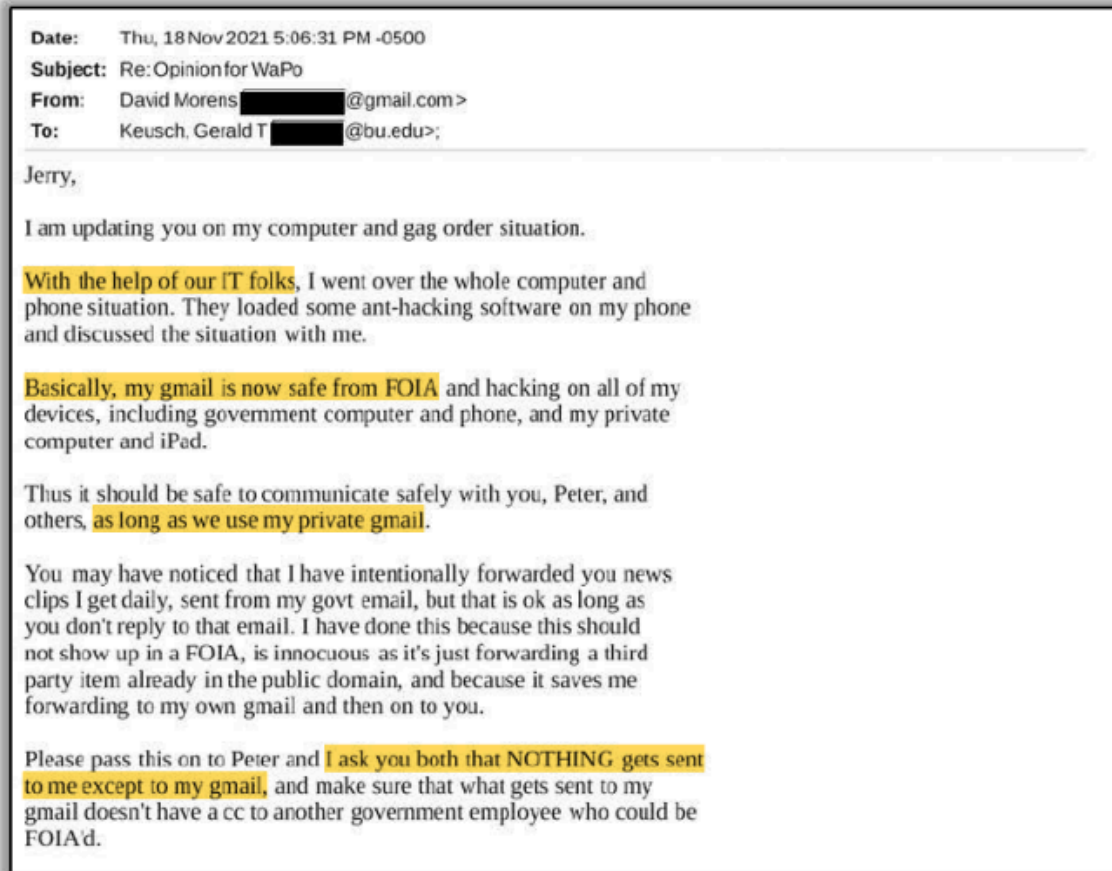 Date: Thu, 18 Nov 2021 5:06:31 PM -0500
Subject: Re: Opinion for WaPo
From: David Morens @gmail.com>
To: Keusch, Gerald T @bu.edu>;
Jerry,
I am updating you on my computer and gag order situation.
With the help of our IT folks, I went over the whole computer and
phone situation. They loaded some ant-hacking software on my phone
and discussed the situation with me.
Basically, my gmail is now safe from FOIA and hacking on all of my
devices, including government computer and phone, and my private
computer and iPad.
Thus it should be safe to communicate safely with you, Peter, and
others, as long as we use my private gmail.
You may have noticed that I have intentionally forwarded you news
clips I get daily, sent from my govt email, but that is ok as long as
you don't reply to that email. I have done this because this should
not show up in a FOIA, is innocuous as it's just forwarding a third
party item already in the public domain, and because it saves me
forwarding to my own gmail and then on to you.
Please pass this on to Peter and I ask you both that NOTHING gets sent
to me except to my gmail, and make sure that what gets sent to my
gmail doesn't have a cc to another government employee who could be
FOIA'd.